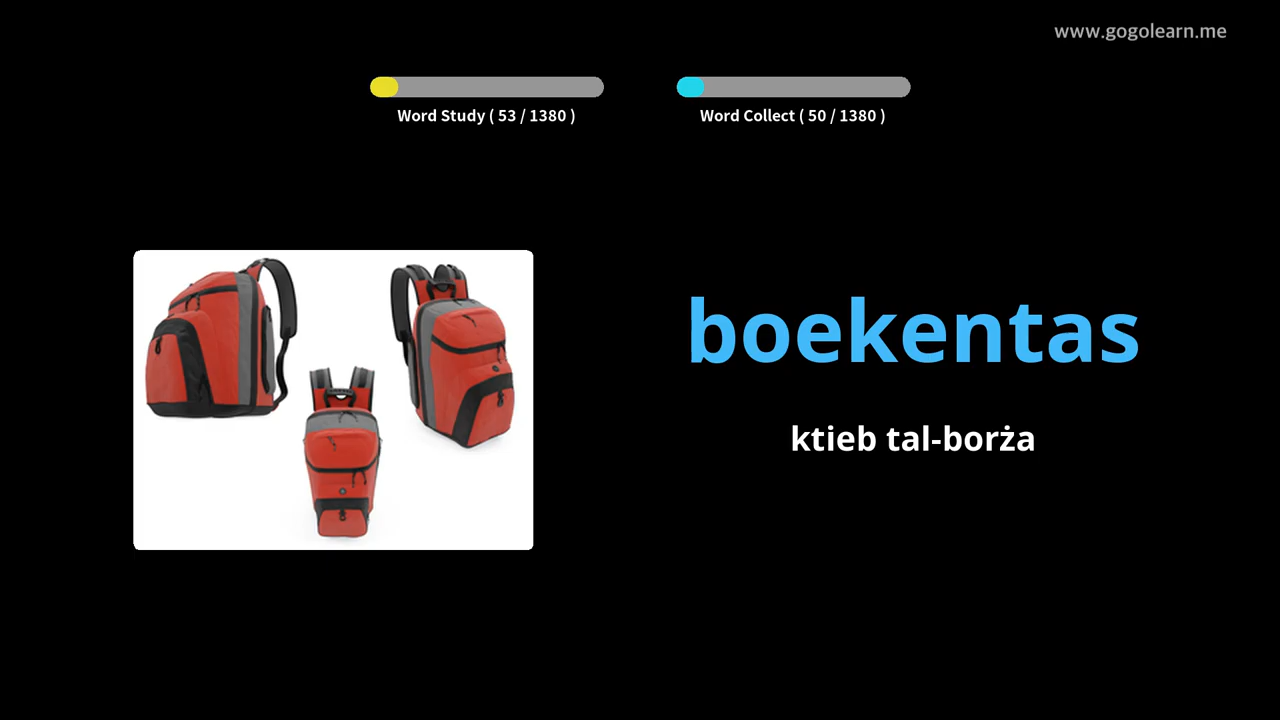 www.gogolearn.me
Word Study ( 53 / 1380 )
Word Collect ( 50 / 1380 )
boekentas
ktieb tal-borża